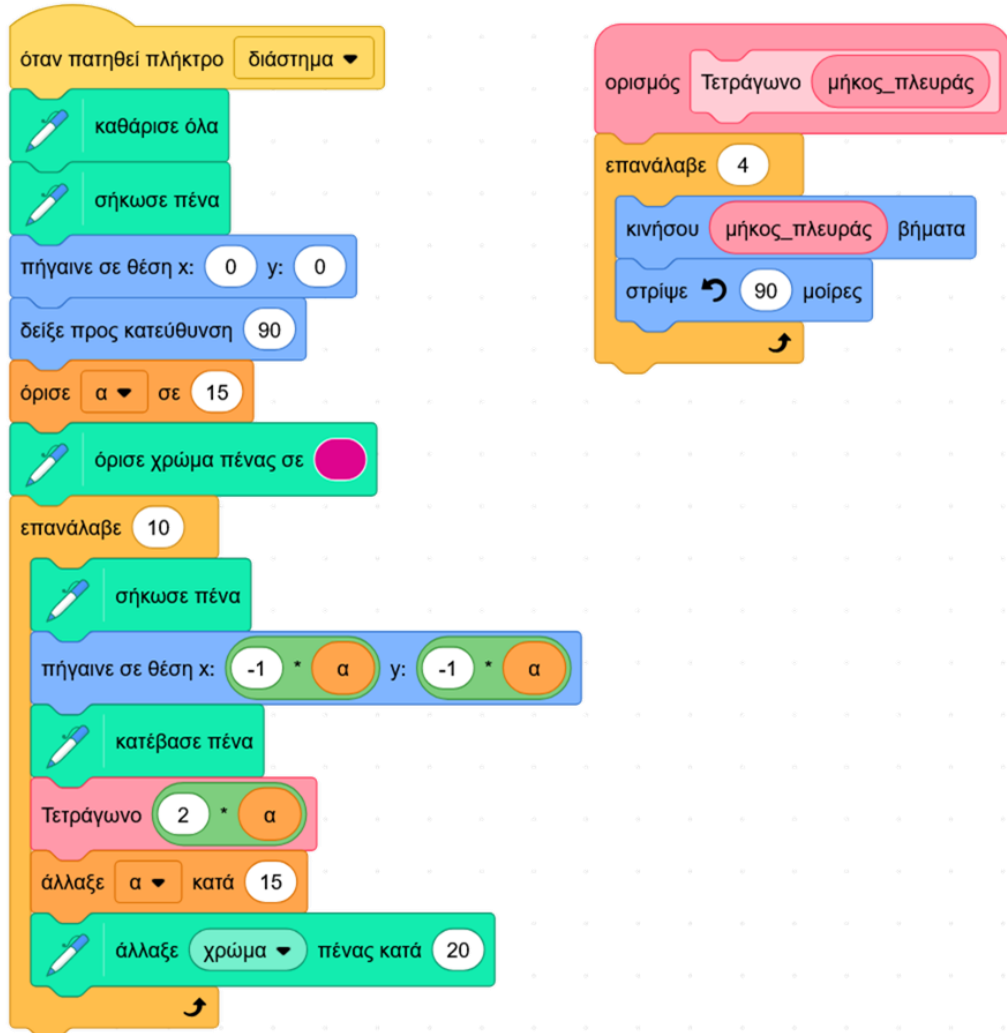 όταν πατηθεί πλήκτρο διάστημα
καθάρισε όλα
σήκωσε πένα
πήγαινε σε θέση x: 0 y: 0
δείξε προς κατεύθυνση 90
όρισε α σε 15
όρισε χρώμα πένας σε
επανάλαβε 10
σήκωσε πένα
πήγαινε σε θέση x: -1 * α y: -1 * α
κατέβασε πένα
Τετράγωνο 2 * α
άλλαξε α κατά 15
άλλαξε χρώμα πένας κατά 20
ορισμός Τετράγωνο μήκος_πλευράς
επανάλαβε 4
κινήσου μήκος_πλευράς βήματα
στρίψε 90 μοίρες